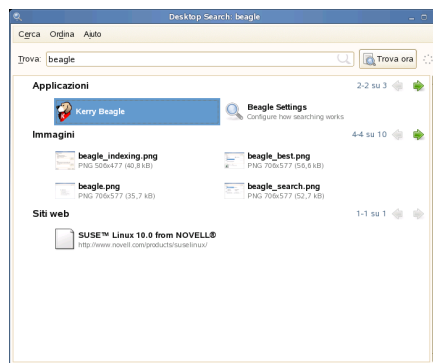 Desktop Search: beagle
Cerca Ordina Aiuto
Trova: beagle Trova ora
Applicazioni 2-2 su 3
Kerry Beagle
Beagle Settings
Configure how searching works
Immagini 4-4 su 10
beagle_indexing.png
PNG 506x477 (40,8 kB)
beagle_best.png
PNG 706x577 (56,6 kB)
beagle.png
PNG 706x577 (35,7 kB)
beagle_search.png
PNG 706x577 (52,7 kB)
Siti web 1-1 su 1
SUSE™ Linux 10.0 from NOVELL®
http://www.novell.com/products/suselinux/